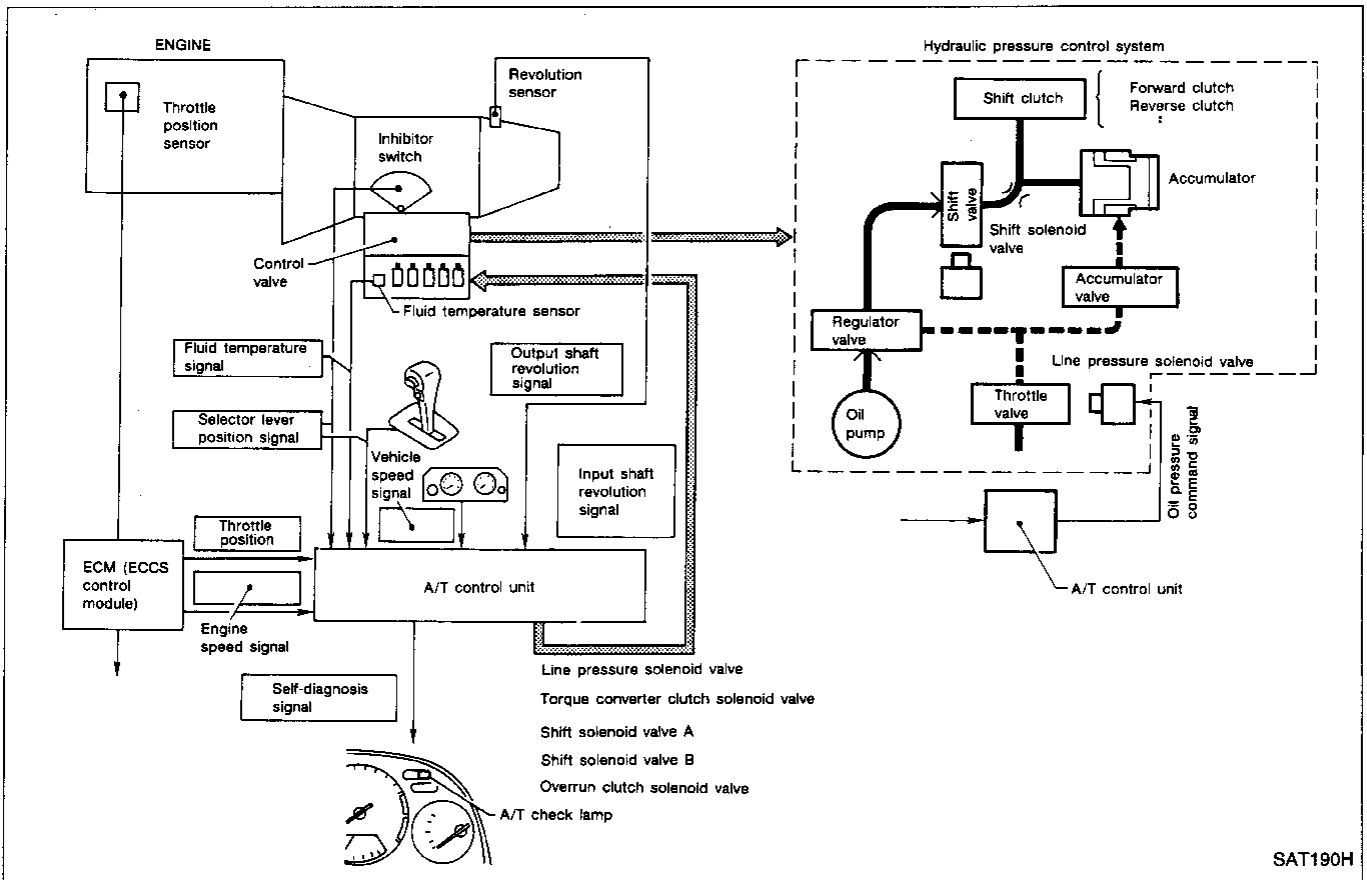 ENGINE
Throttle
position
sensor
Revolution
sensor
Inhibitor
switch
Control
valve
Fluid temperature sensor
Fluid temperature
signal
Output shaft
revolution
signal
Selector lever
position signal
Vehicle
speed
signal
Input shaft
revolution
signal
Throttle
position
ECM (ECCS
control
module)
A/T control unit
Engine
speed signal
Self-diagnosis
signal
Line pressure solenoid valve
Torque converter clutch solenoid valve
Shift solenoid valve A
Shift solenoid valve B
Overrun clutch solenoid valve
A/T check lamp
Hydraulic pressure control system
Shift clutch
Forward clutch
Reverse clutch
:
Shift
valve
Accumulator
Shift solenoid
valve
Accumulator
valve
Regulator
valve
Line pressure solenoid valve
Throttle
valve
Oil
pump
Oil pressure
command signal
A/T control unit
SAT190H